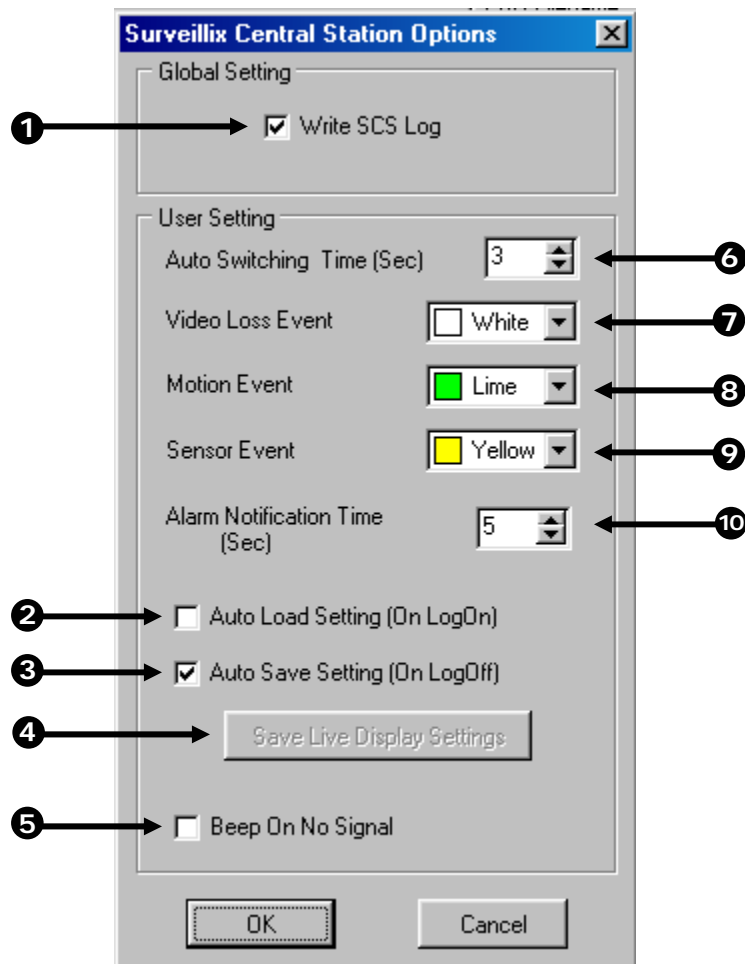 Surveillix Central Station Options
Global Setting
1
Write SCS Log
User Setting
Auto Switching Time (Sec)
3
6
Video Loss Event
White
7
Motion Event
Lime
8
Sensor Event
Yellow
9
Alarm Notification Time
(Sec)
5
10
2
Auto Load Setting (On LogOn)
3
Auto Save Setting (On LogOff)
4
Save Live Display Settings
5
Beep On No Signal
OK
Cancel